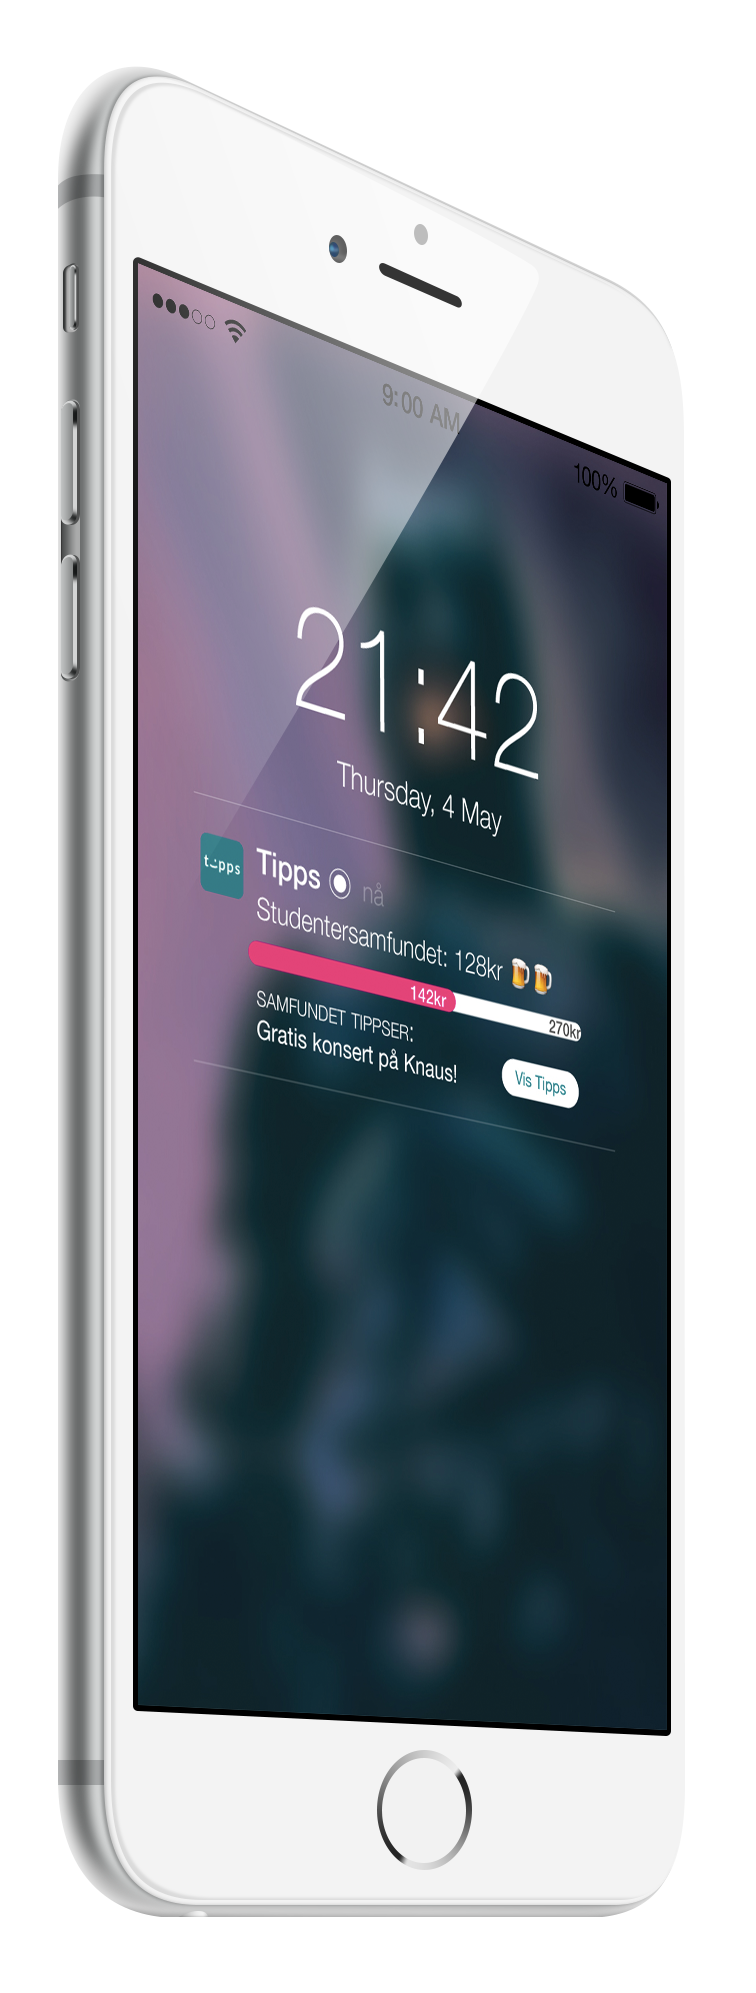 9:00 AM
100%
21:42
Thursday, 4 May
tipps
Tipps nå
Studentersamfundet: 128kr 🍺🍺
142kr
270kr
SAMFUNDET TIPPSER:
Gratis konsert på Knaus!
Vis Tipps